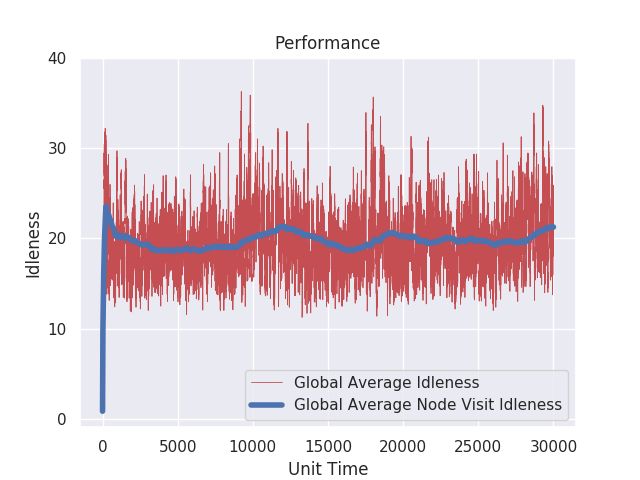 Performance
40
30
20
10
0
Idleness
Global Average Idleness
Global Average Node Visit Idleness
0 5000 10000 15000 20000 25000 30000
Unit Time